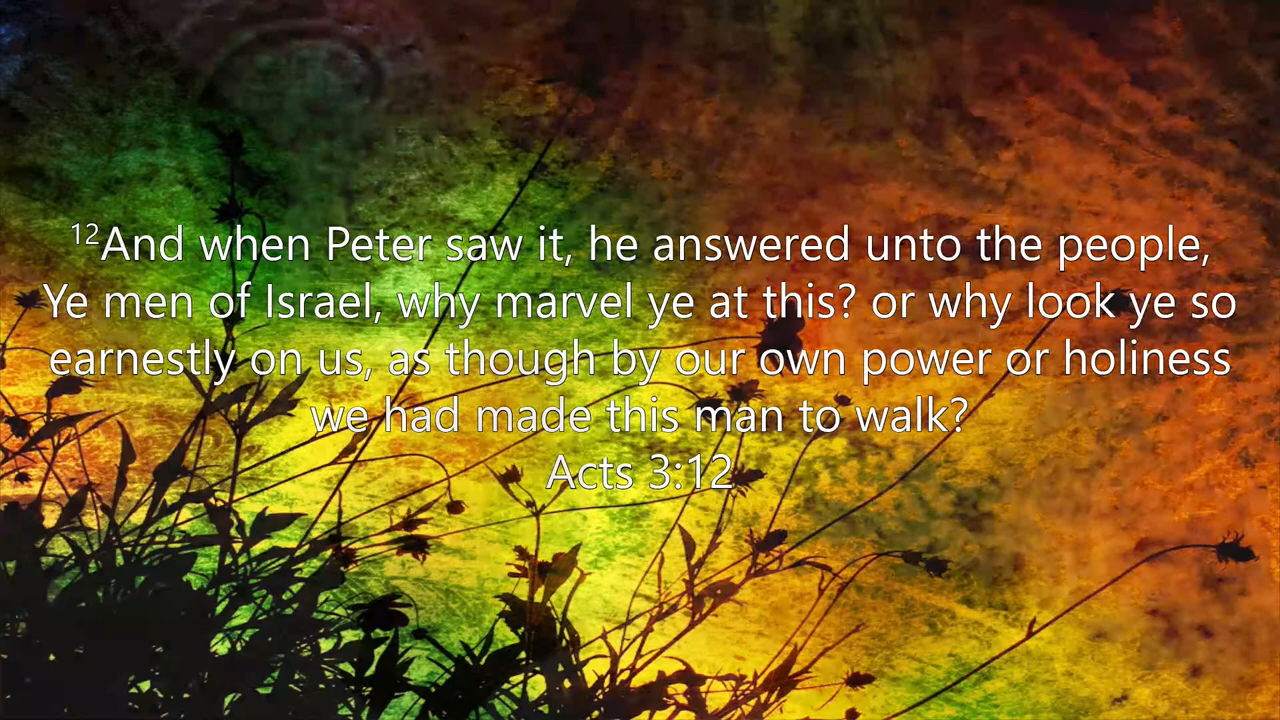 12And when Peter saw it, he answered unto the people,
Ye men of Israel, why marvel ye at this? or why look ye so
earnestly on us, as though by our own power or holiness
we had made this man to walk?
Acts 3:12